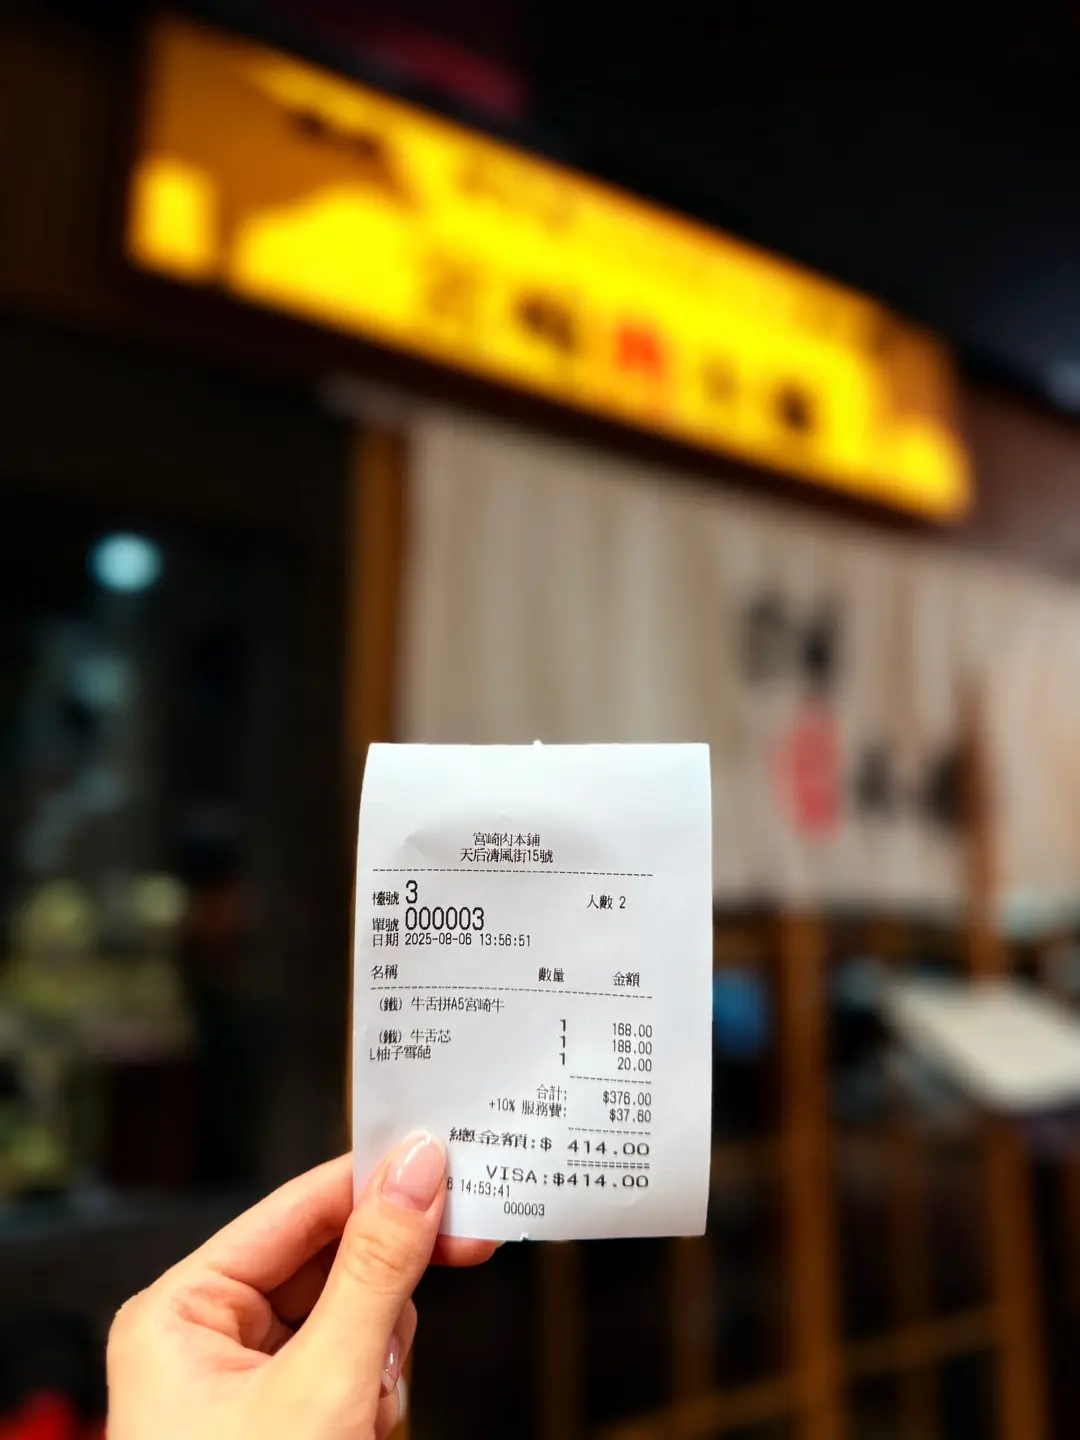 宮崎肉本鋪
天后清風街15號
檯號 3 人數 2
單號 000003
日期 2025-08-06 13:56:51
名稱 數量 金額
(鐵) 牛舌拼A5宮崎牛
1 168.00
(鐵) 牛舌芯 1 188.00
L柚子雪葩 1 20.00
合計: $376.00
+10% 服務費: $37.60
總金額:$ 414.00
VISA:$414.00
6 14:53:41
000003